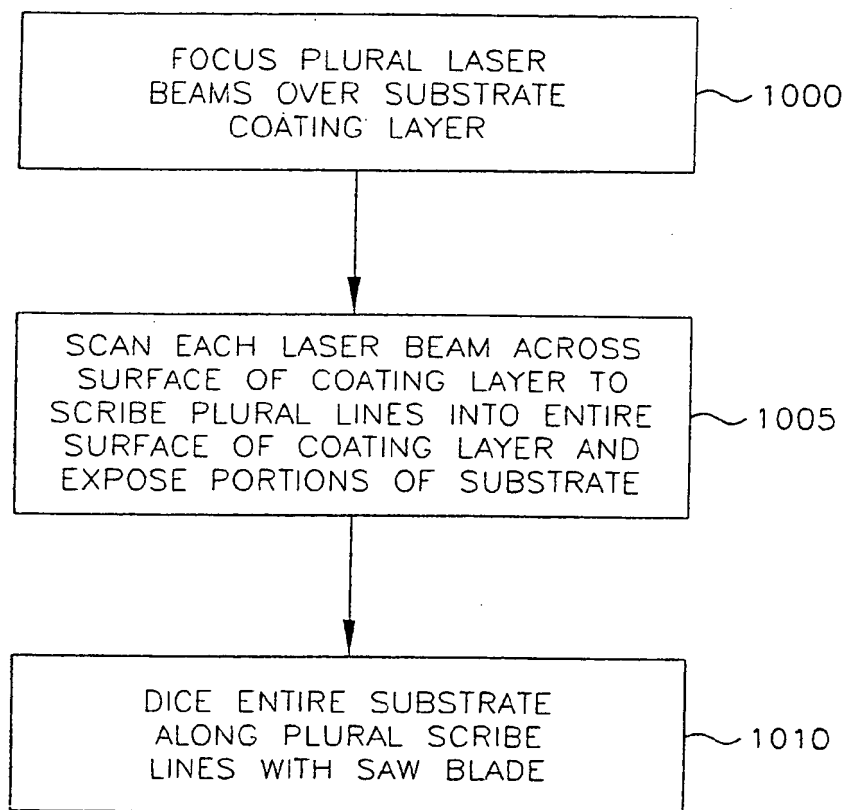 FOCUS PLURAL LASER
BEAMS OVER SUBSTRATE
COATING LAYER
1000
SCAN EACH LASER BEAM ACROSS
SURFACE OF COATING LAYER TO
SCRIBE PLURAL LINES INTO ENTIRE
SURFACE OF COATING LAYER AND
EXPOSE PORTIONS OF SUBSTRATE
1005
DICE ENTIRE SUBSTRATE
ALONG PLURAL SCRIBE
LINES WITH SAW BLADE
1010